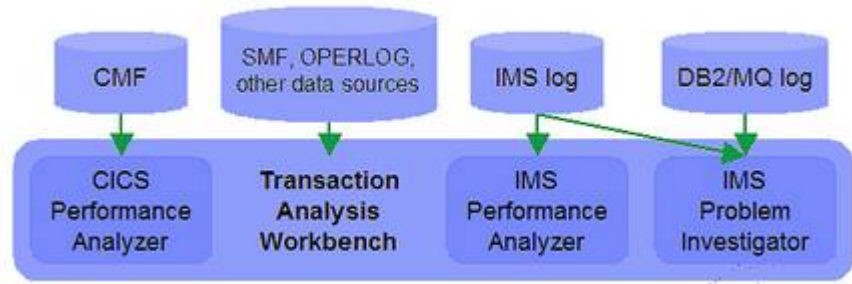 CMF
SMF, OPERLOG,
other data sources
IMS log
DB2/MQ log
CICS
Performance
Analyzer
Transaction
Analysis
Workbench
IMS
Performance
Analyzer
IMS
Problem
Investigator